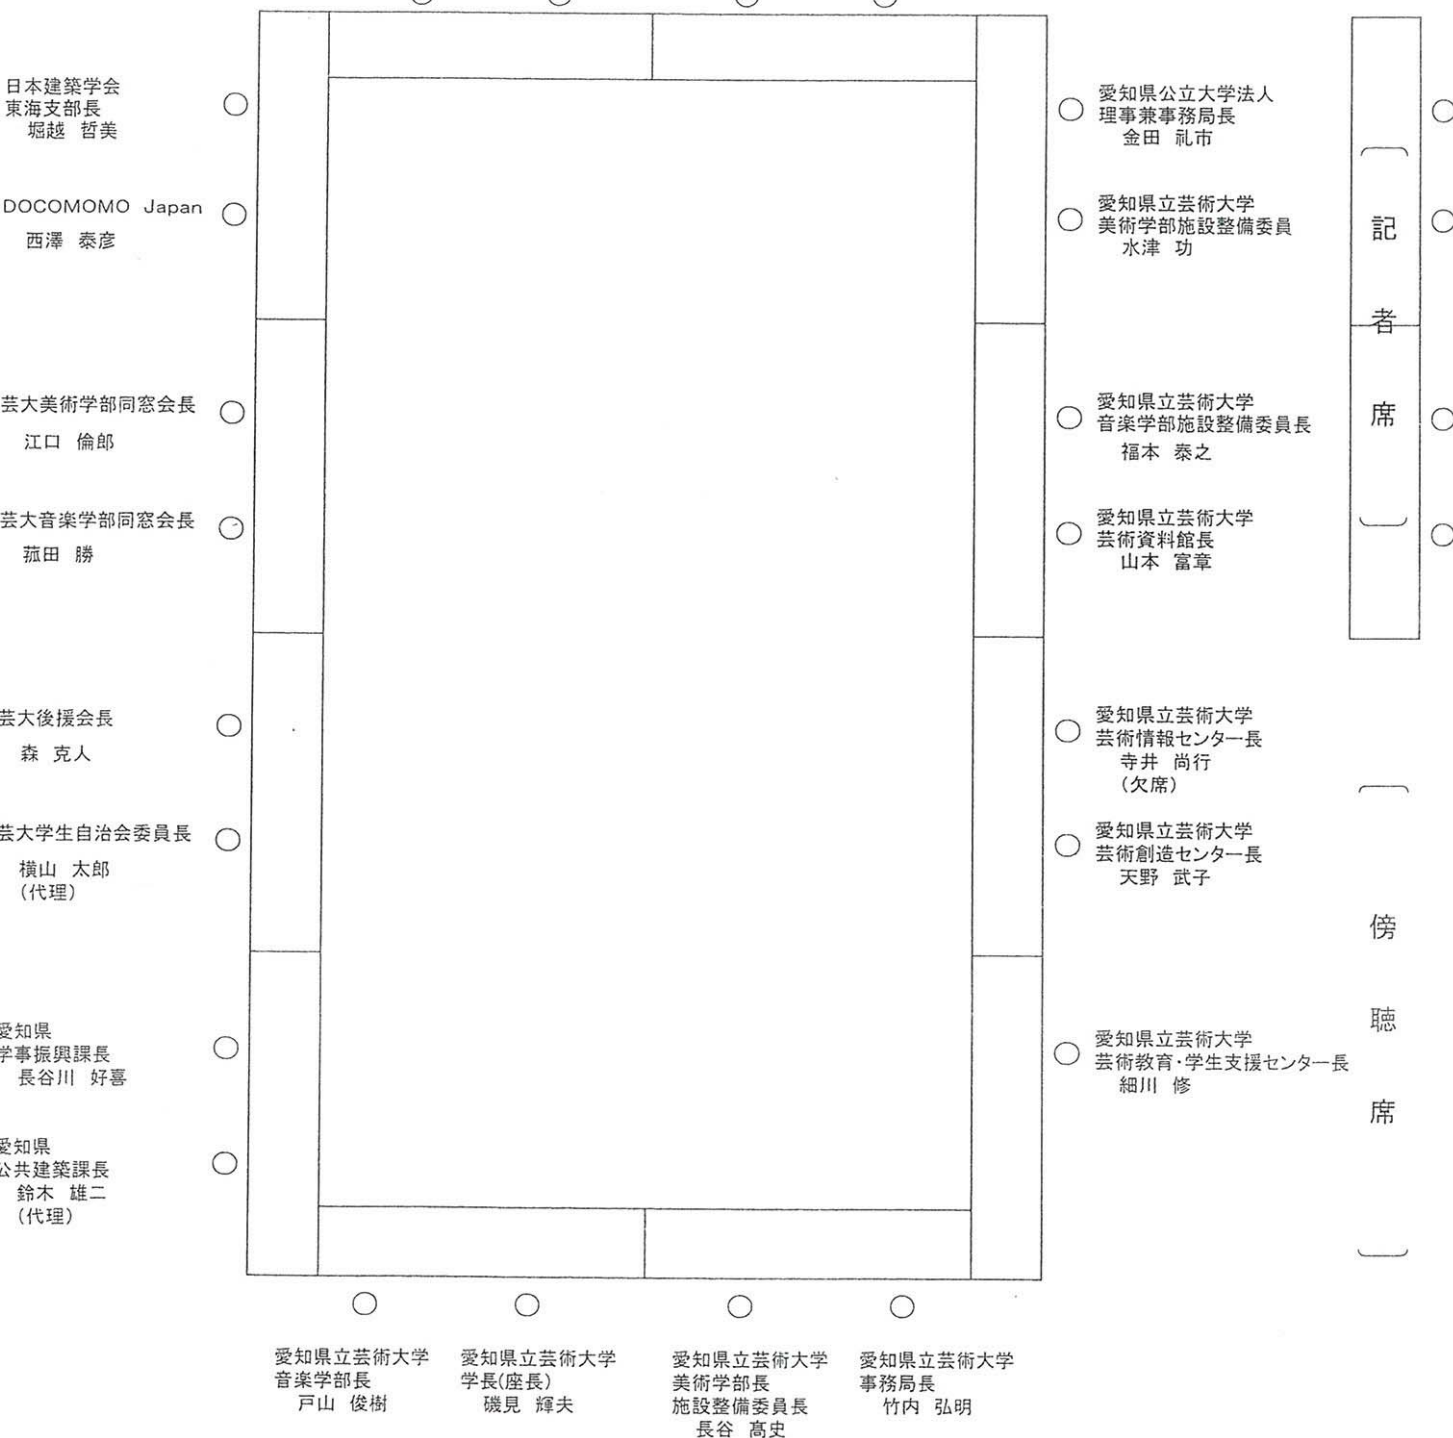 日本建築学会
東海支部長
堀越 哲美
DOCOMOMO Japan
西澤 泰彦
芸大美術学部同窓会長
江口 倫郎
芸大音楽学部同窓会長
菰田 勝
芸大後援会長
森 克人
芸大学生自治会委員長
横山 太郎
(代理)
愛知県
学事振興課長
長谷川 好喜
愛知県
公共建築課長
鈴木 雄二
(代理)
愛知県公立大学法人
理事兼事務局長
金田 礼市
愛知県立芸術大学
美術学部施設整備委員
水津 功
愛知県立芸術大学
音楽学部施設整備委員長
福本 泰之
愛知県立芸術大学
芸術資料館長
山本 富章
愛知県立芸術大学
芸術情報センター長
寺井 尚行
(欠席)
愛知県立芸術大学
芸術創造センター長
天野 武子
愛知県立芸術大学
芸術教育・学生支援センター長
細川 修
(記者席)
(傍聴席)
愛知県立芸術大学
音楽学部長
戸山 俊樹
愛知県立芸術大学
学長(座長)
磯見 輝夫
愛知県立芸術大学
美術学部長
施設整備委員長
長谷 髙史
愛知県立芸術大学
事務局長
竹内 弘明